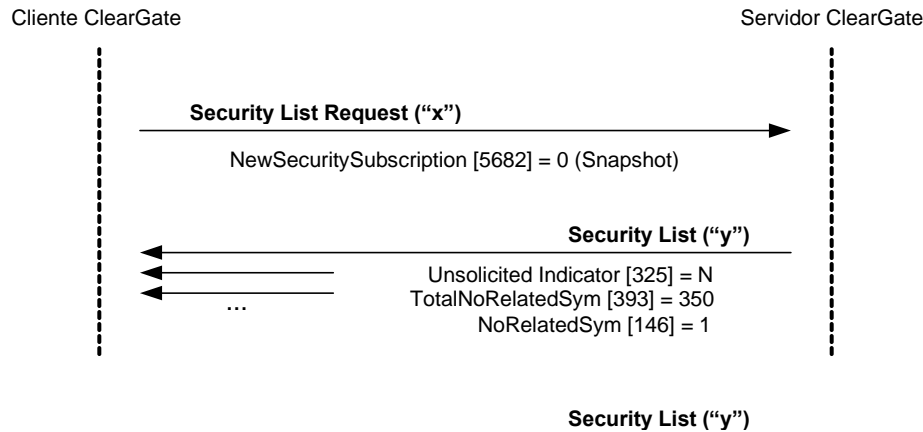 Cliente ClearGate
Servidor ClearGate
Security List Request (“x”)
NewSecuritySubscription [5682] = 0 (Snapshot)
Security List (“y”)
Unsolicited Indicator [325] = N
TotalNoRelatedSym [393] = 350
...
NoRelatedSym [146] = 1
Security List (“y”)